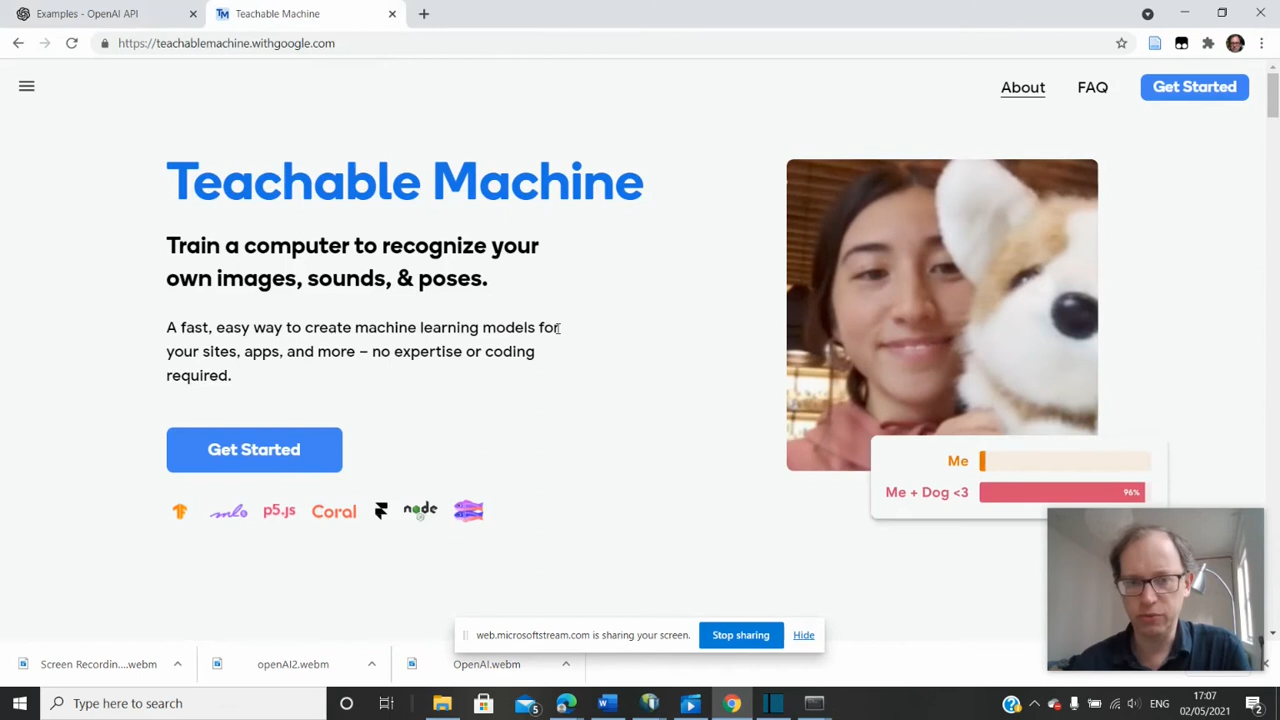 Examples - OpenAI API
Teachable Machine
https://teachablemachine.withgoogle.com
About
FAQ
Get Started
Teachable Machine
Train a computer to recognize your
own images, sounds, & poses.
A fast, easy way to create machine learning models for
your sites, apps, and more – no expertise or coding
required.
Get Started
p5.js
Coral
node
Me
Me + Dog <3
96%
web.microsoftstream.com is sharing your screen.
Stop sharing
Hide
Screen Recording....webm
openAI2.webm
OpenAI.webm
Type here to search
5
ENG
17:07
02/05/2021
2